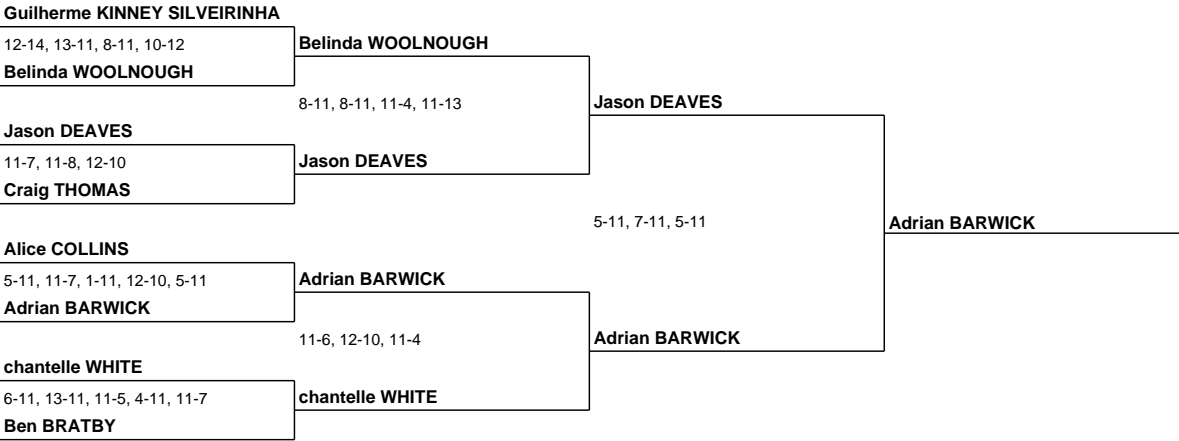 Guilherme KINNEY SILVEIRINHA
12-14, 13-11, 8-11, 10-12
Belinda WOOLNOUGH
Belinda WOOLNOUGH
8-11, 8-11, 11-4, 11-13
Jason DEAVES
Jason DEAVES
11-7, 11-8, 12-10
Craig THOMAS
Jason DEAVES
5-11, 7-11, 5-11
Adrian BARWICK
Alice COLLINS
5-11, 11-7, 1-11, 12-10, 5-11
Adrian BARWICK
Adrian BARWICK
11-6, 12-10, 11-4
Adrian BARWICK
chantelle WHITE
6-11, 13-11, 11-5, 4-11, 11-7
Ben BRATBY
chantelle WHITE